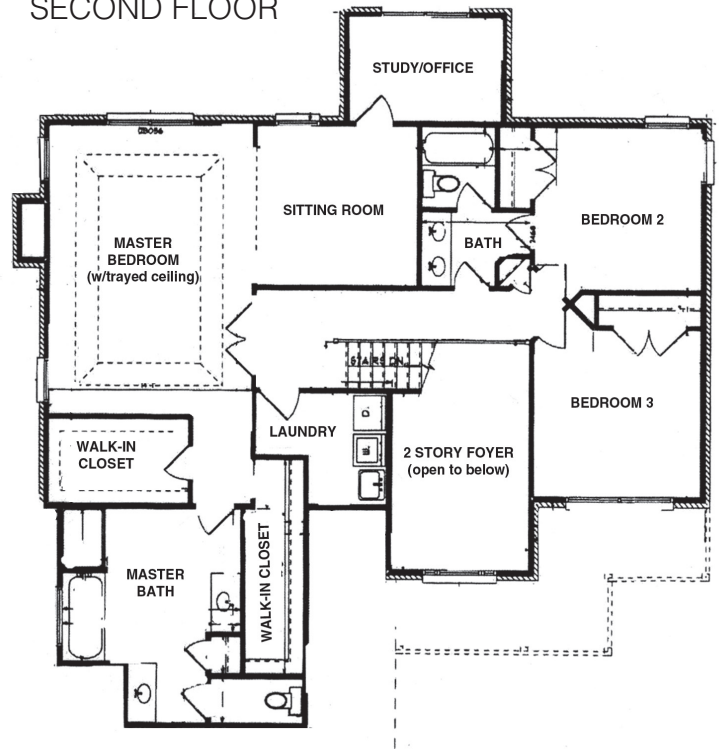 SECOND FLOOR
STUDY/OFFICE
SITTING ROOM
BEDROOM 2
BATH
MASTER
BEDROOM
(w/trayed ceiling)
STAIRS DN.
BEDROOM 3
LAUNDRY
D.
W.
2 STORY FOYER
(open to below)
WALK-IN
CLOSET
WALK-IN CLOSET
MASTER
BATH